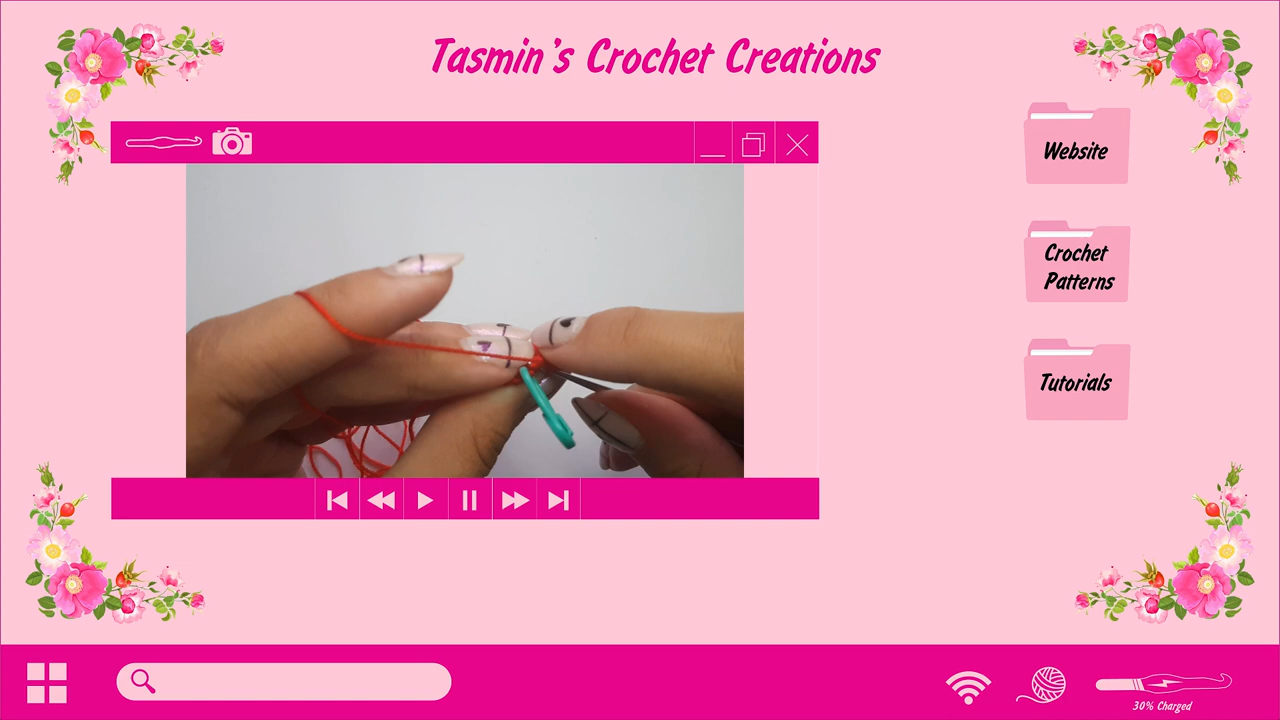 Tasmin's Crochet Creations
Website
Crochet
Patterns
Tutorials
30% Charged